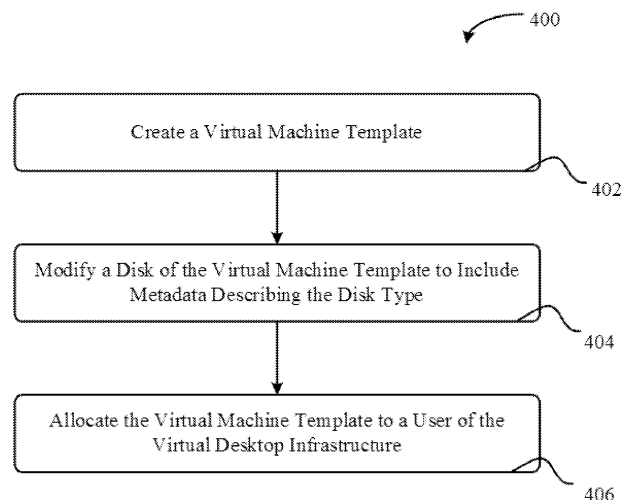 400
Create a Virtual Machine Template
402
Modify a Disk of the Virtual Machine Template to Include
Metadata Describing the Disk Type
404
Allocate the Virtual Machine Template to a User of the
Virtual Desktop Infrastructure
406